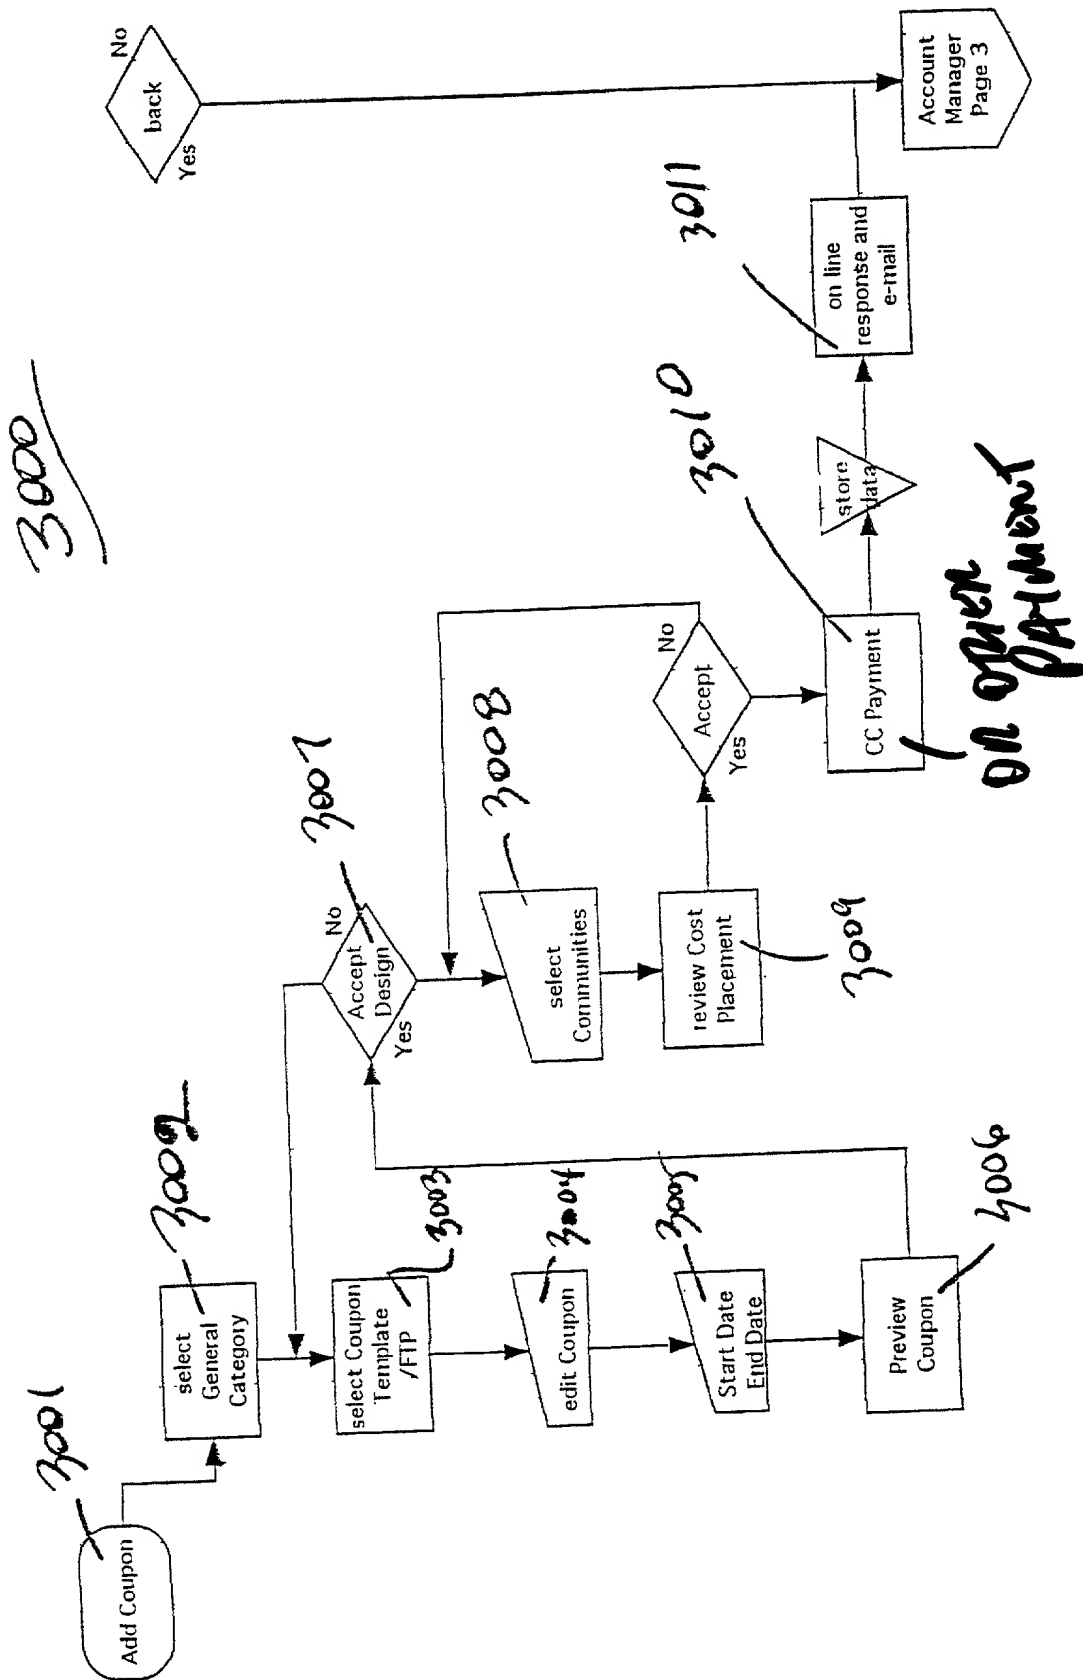 3000
Add Coupon
3001
select
General
Category
3002
select Coupon
Template
/FTP
3003
edit Coupon
3004
Start Date
End Date
3005
Preview
Coupon
3006
Accept
Design
No
Yes
3007
select
Communities
3008
review Cost
Placement
3009
Accept
No
Yes
CC Payment
3010
OR OTHER
PAYMENT
store
data
on line
response and
e-mail
3011
back
No
Yes
Account
Manager
Page 3